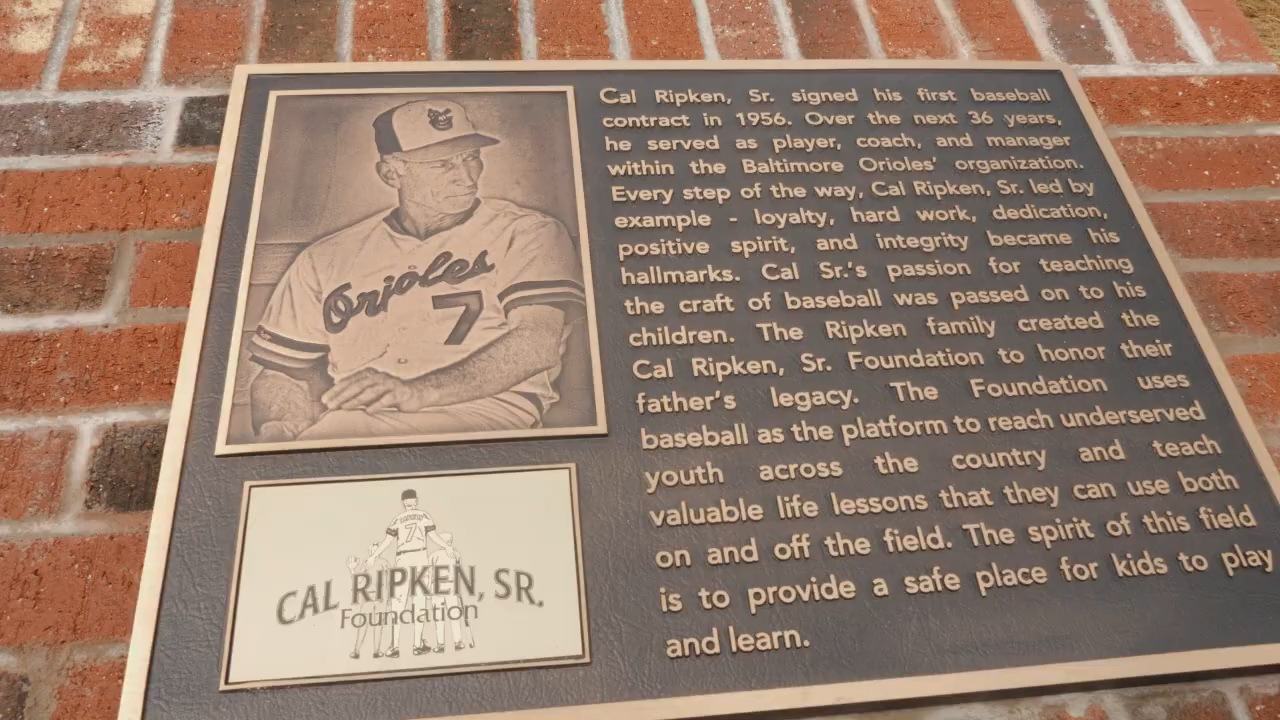 Cal Ripken, Sr. signed his first baseball
contract in 1956. Over the next 36 years,
he served as player, coach, and manager
within the Baltimore Orioles' organization.
Every step of the way, Cal Ripken, Sr. led by
example - loyalty, hard work, dedication,
positive spirit, and integrity became his
hallmarks. Cal Sr.'s passion for teaching
the craft of baseball was passed on to his
children. The Ripken family created the
Cal Ripken, Sr. Foundation to honor their
father's legacy. The Foundation uses
baseball as the platform to reach underserved
youth across the country and teach
valuable life lessons that they can use both
on and off the field. The spirit of this field
is to provide a safe place for kids to play
and learn.
Orioles
7
7
CAL RIPKEN, SR.
Foundation